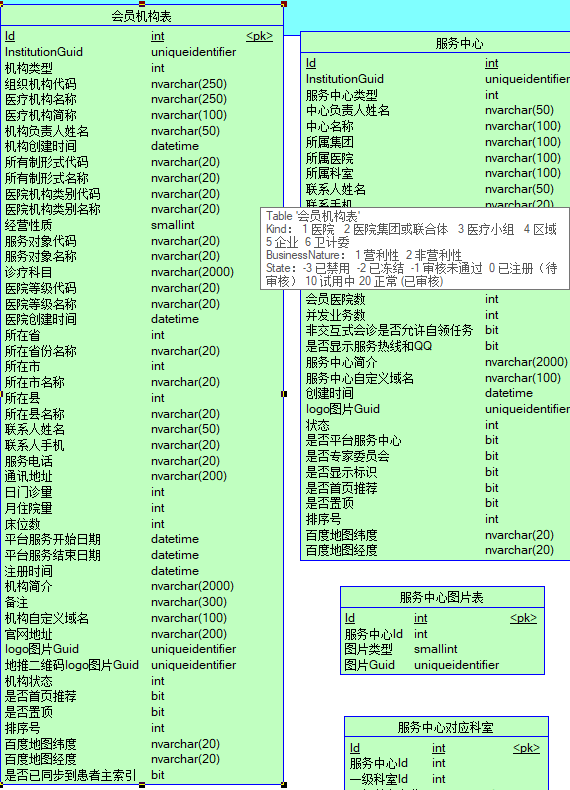 会员机构表
Id int <pk>
InstitutionGuid uniqueidentifier
机构类型 int
组织机构代码 nvarchar(250)
医疗机构名称 nvarchar(250)
医疗机构简称 nvarchar(100)
机构负责人姓名 nvarchar(50)
机构创建时间 datetime
所有制形式代码 nvarchar(20)
所有制形式名称 nvarchar(20)
医院机构类别代码 nvarchar(20)
医院机构类别名称 nvarchar(20)
经营性质 smallint
服务对象代码 nvarchar(20)
服务对象名称 nvarchar(20)
诊疗科目 nvarchar(2000)
医院等级代码 nvarchar(20)
医院等级名称 nvarchar(20)
医院创建时间 datetime
所在省 int
所在省份名称 nvarchar(20)
所在市 int
所在市名称 nvarchar(20)
所在县 int
所在县名称 nvarchar(20)
联系人姓名 nvarchar(50)
联系人手机 nvarchar(20)
服务电话 nvarchar(20)
通讯地址 nvarchar(200)
日门诊量 int
月住院量 int
床位数 int
平台服务开始日期 datetime
平台服务结束日期 datetime
注册时间 datetime
机构简介 nvarchar(2000)
备注 nvarchar(300)
机构自定义域名 nvarchar(100)
官网地址 nvarchar(200)
logo图片Guid uniqueidentifier
地推二维码logo图片Guid uniqueidentifier
机构状态 int
是否首页推荐 bit
是否置顶 bit
排序号 int
百度地图纬度 nvarchar(20)
百度地图经度 nvarchar(20)
是否已同步到患者主索引 bit
服务中心
Id int
InstitutionGuid uniqueidentifier
服务中心类型 int
中心负责人姓名 nvarchar(50)
中心名称 nvarchar(100)
所属集团 nvarchar(100)
所属医院 nvarchar(100)
所属科室 nvarchar(100)
联系人姓名 nvarchar(50)
联系手机 nvarchar(20)
Table '会员机构表'
Kind： 1 医院 2 医院集团或联合体 3 医疗小组 4 区域
5 企业 6 卫计委
BusinessNature： 1 营利性 2 非营利性
State： -3 已禁用 -2 已冻结 -1 审核未通过 0 已注册（待
审核） 10 试用中 20 正常 (已审核)
会员医院数 int
并发业务数 int
非交互式会诊是否允许自领任务 bit
是否显示服务热线和QQ bit
服务中心简介 nvarchar(2000)
服务中心自定义域名 nvarchar(100)
创建时间 datetime
logo图片Guid uniqueidentifier
状态 int
是否平台服务中心 bit
是否专家委员会 bit
是否显示标识 bit
是否首页推荐 bit
是否置顶 bit
排序号 int
百度地图纬度 nvarchar(20)
百度地图经度 nvarchar(20)
服务中心图片表
Id int <pk>
服务中心Id int
图片类型 smallint
图片Guid uniqueidentifier
服务中心对应科室
Id int <pk>
服务中心Id int
一级科室Id int